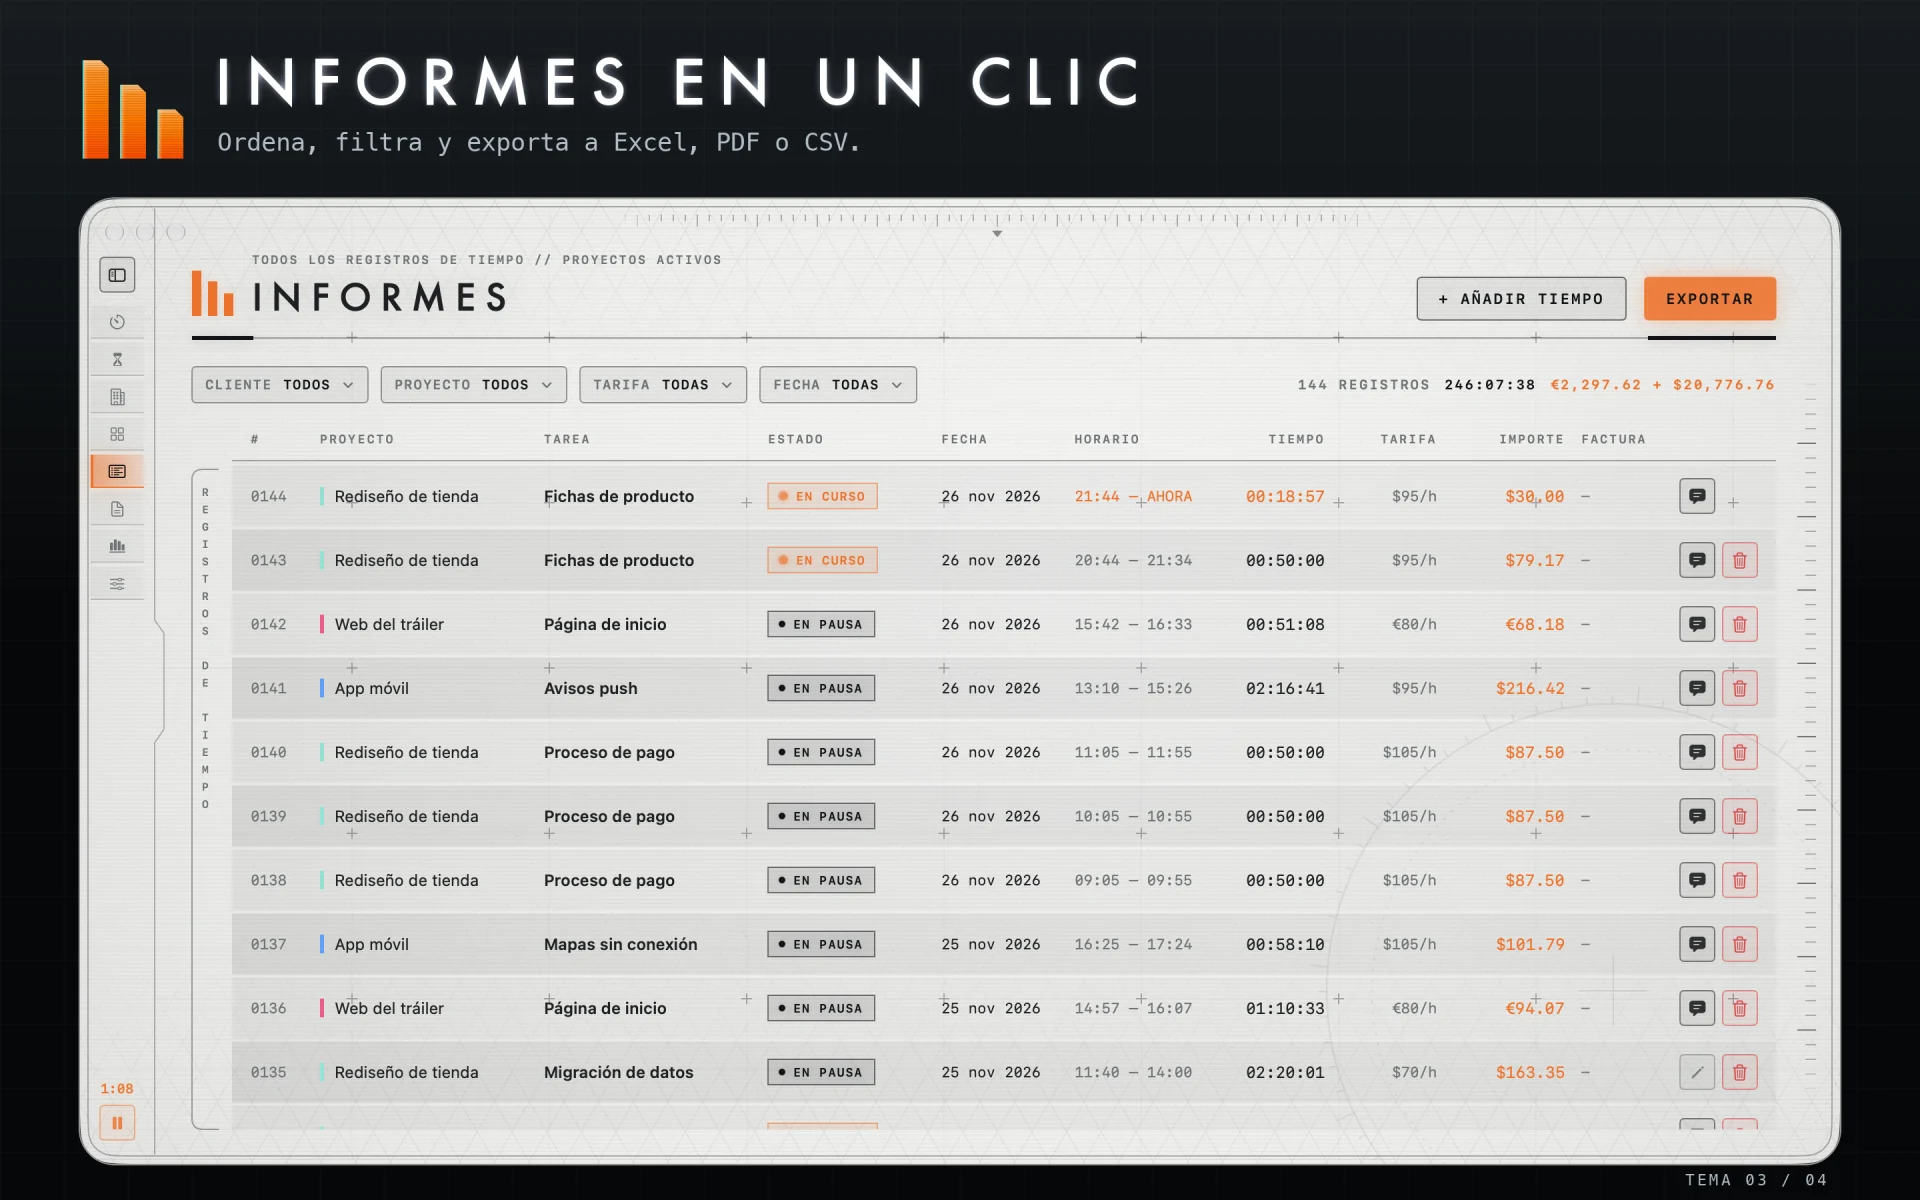 INFORMES EN UN CLIC
Ordena, filtra y exporta a Excel, PDF o CSV.
TODOS LOS REGISTROS DE TIEMPO // PROYECTOS ACTIVOS
INFORMES
+ AÑADIR TIEMPO
EXPORTAR
CLIENTE TODOS
PROYECTO TODOS
TARIFA TODAS
FECHA TODAS
144 REGISTROS 246:07:38 €2,297.62 + $20,776.76
# PROYECTO TAREA ESTADO FECHA HORARIO TIEMPO TARIFA IMPORTE FACTURA
REGISTROS DE TIEMPO
0144 Rediseño de tienda Fichas de producto EN CURSO 26 nov 2026 21:44 – AHORA 00:18:57 $95/h $30.00 –
0143 Rediseño de tienda Fichas de producto EN CURSO 26 nov 2026 20:44 – 21:34 00:50:00 $95/h $79.17 –
0142 Web del tráiler Página de inicio EN PAUSA 26 nov 2026 15:42 – 16:33 00:51:08 €80/h €68.18 –
0141 App móvil Avisos push EN PAUSA 26 nov 2026 13:10 – 15:26 02:16:41 $95/h $216.42 –
0140 Rediseño de tienda Proceso de pago EN PAUSA 26 nov 2026 11:05 – 11:55 00:50:00 $105/h $87.50 –
0139 Rediseño de tienda Proceso de pago EN PAUSA 26 nov 2026 10:05 – 10:55 00:50:00 $105/h $87.50 –
0138 Rediseño de tienda Proceso de pago EN PAUSA 26 nov 2026 09:05 – 09:55 00:50:00 $105/h $87.50 –
0137 App móvil Mapas sin conexión EN PAUSA 25 nov 2026 16:25 – 17:24 00:58:10 $105/h $101.79 –
0136 Web del tráiler Página de inicio EN PAUSA 25 nov 2026 14:57 – 16:07 01:10:33 €80/h €94.07 –
0135 Rediseño de tienda Migración de datos EN PAUSA 25 nov 2026 11:40 – 14:00 02:20:01 $70/h $163.35 –
1:08
TEMA 03 / 04